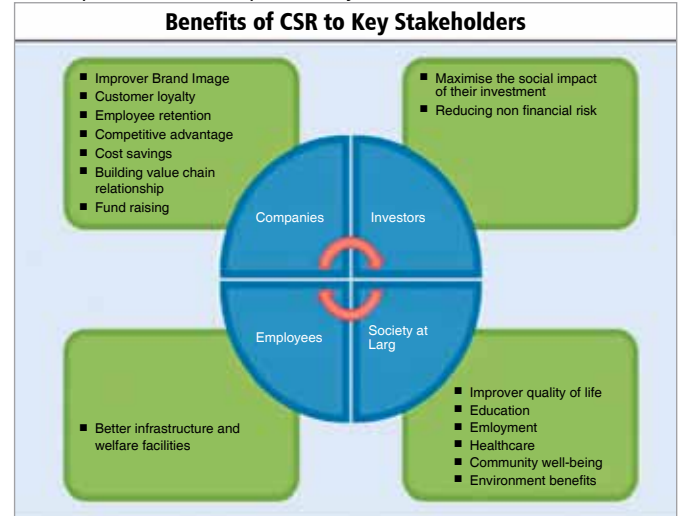 Benefits of CSR to Key Stakeholders
■ Improver Brand Image
■ Customer loyalty
■ Employee retention
■ Competitive advantage
■ Cost savings
■ Building value chain
relationship
■ Fund raising
■ Maximise the social impact
of their investment
■ Reducing non financial risk
Companies
Investors
Employees
Society at
Larg
■ Better infrastructure and
welfare facilities
■ Improver quality of life
■ Education
■ Emloyment
■ Healthcare
■ Community well-being
■ Environment benefits